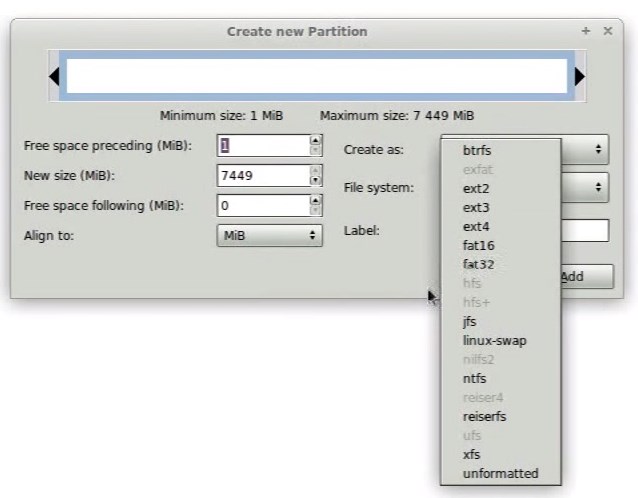 Create new Partition
Minimum size: 1 MiB Maximum size: 7 449 MiB
Free space preceding (MiB): 1
New size (MiB): 7449
Free space following (MiB): 0
Align to: MiB
Create as:
File system:
Label:
Add
btrfs
exfat
ext2
ext3
ext4
fat16
fat32
hfs
hfs+
jfs
linux-swap
nilfs2
ntfs
reiser4
reiserfs
ufs
xfs
unformatted